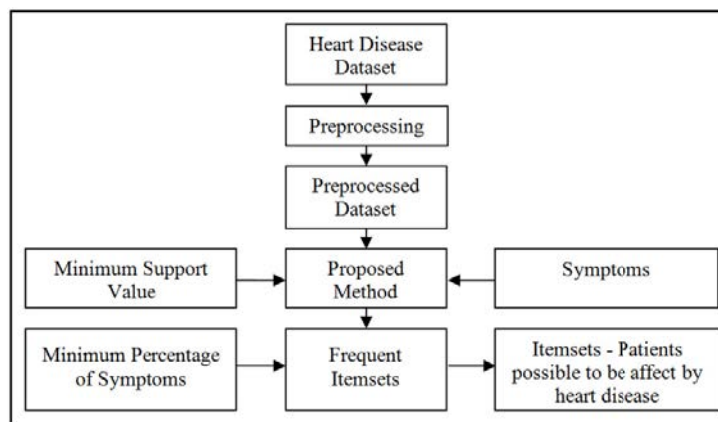 Heart Disease
Dataset
Preprocessing
Preprocessed
Dataset
Minimum Support
Value
Proposed
Method
Symptoms
Minimum Percentage
of Symptoms
Frequent
Itemsets
Itemsets - Patients
possible to be affect by
heart disease